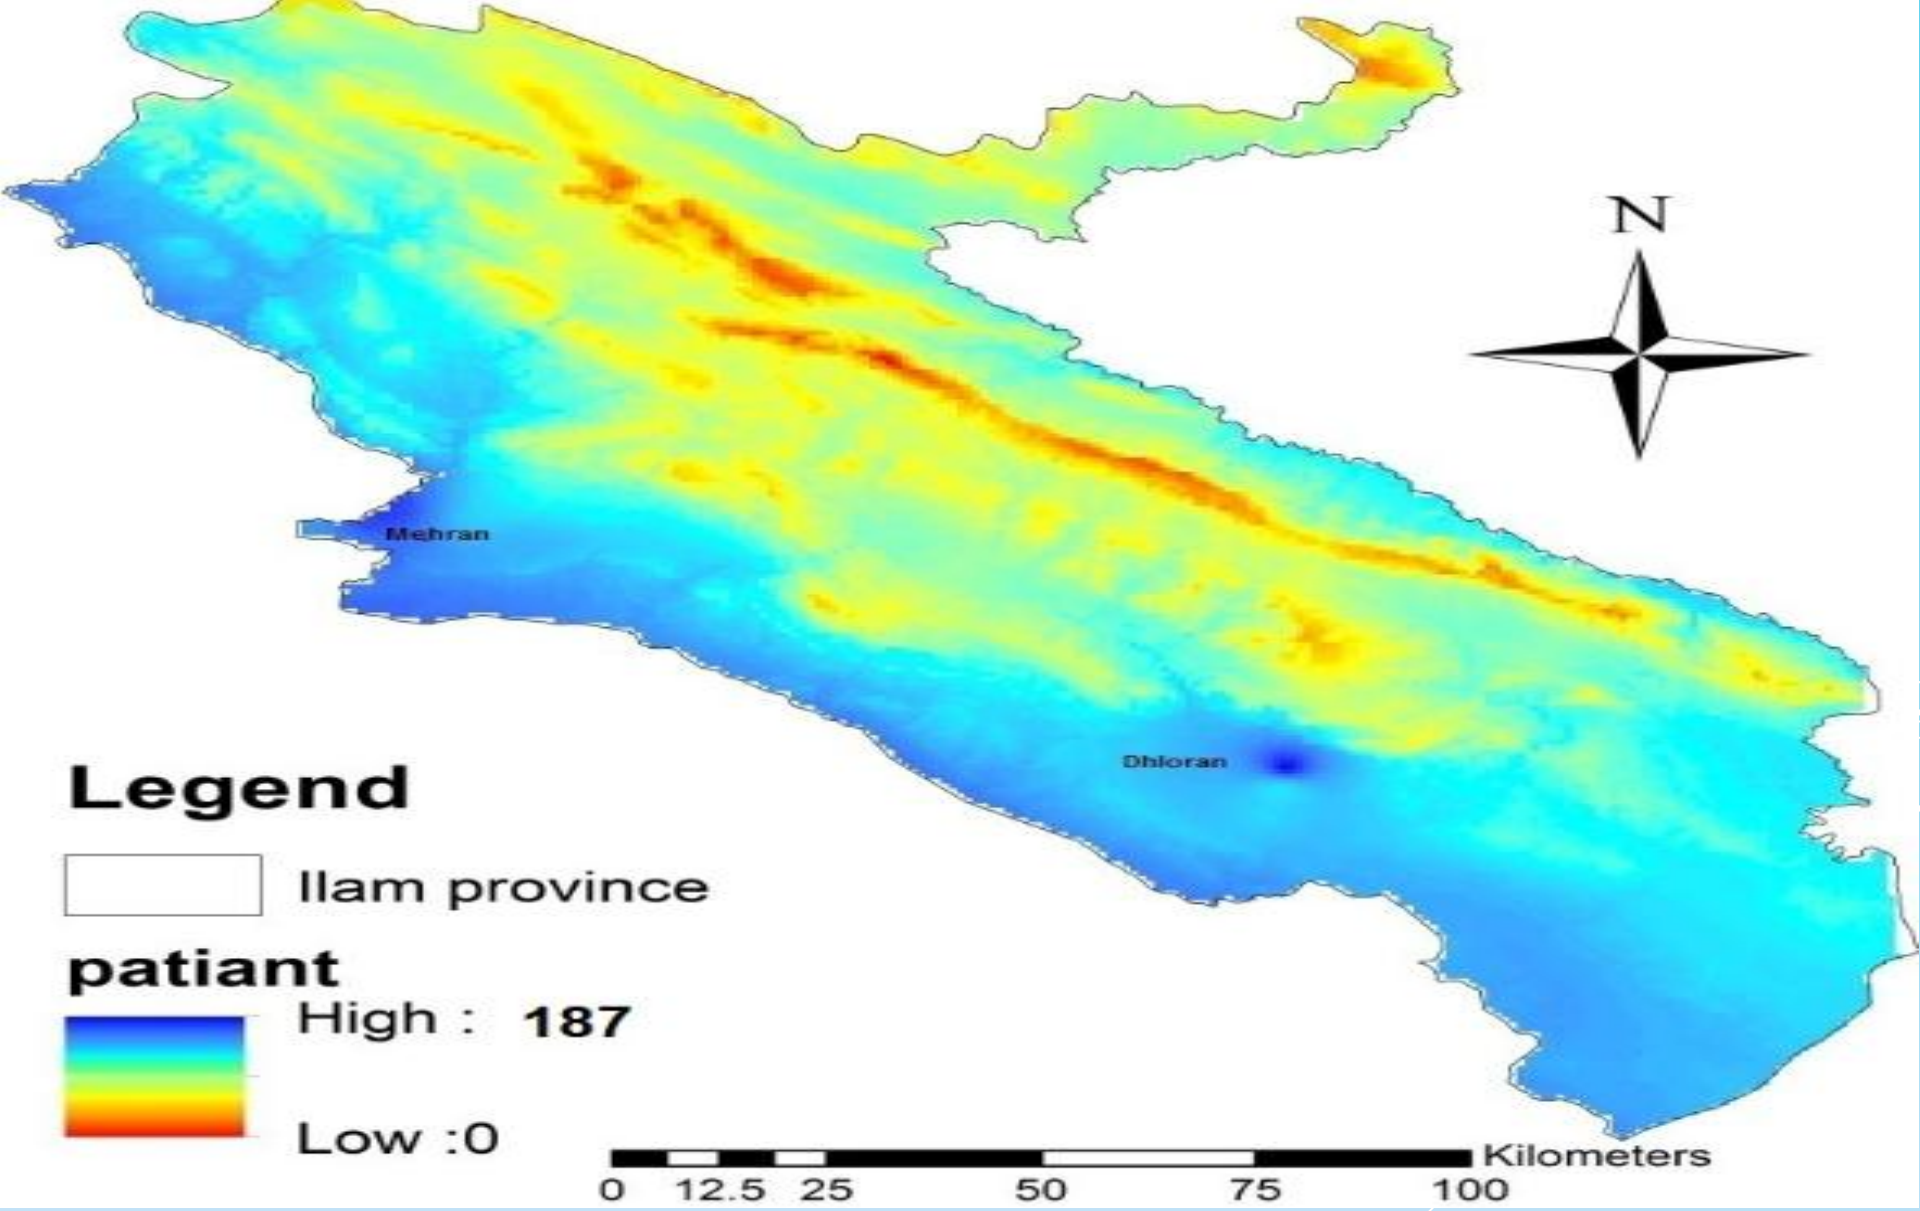 N
Mehran
Dhloran
Legend
Ilam province
patiant
High : 187
Low :0
Kilometers
0 12.5 25 50 75 100